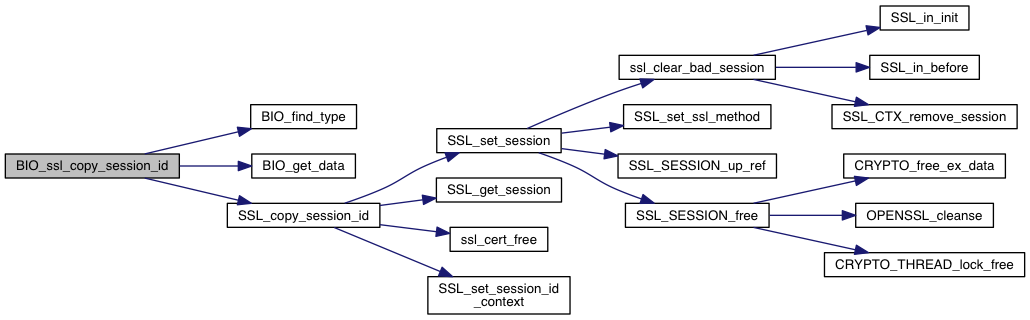 BIO_ssl_copy_session_id
BIO_find_type
BIO_get_data
SSL_copy_session_id
SSL_set_session
SSL_get_session
ssl_cert_free
SSL_set_session_id
_context
ssl_clear_bad_session
SSL_set_ssl_method
SSL_SESSION_up_ref
SSL_SESSION_free
SSL_in_init
SSL_in_before
SSL_CTX_remove_session
CRYPTO_free_ex_data
OPENSSL_cleanse
CRYPTO_THREAD_lock_free